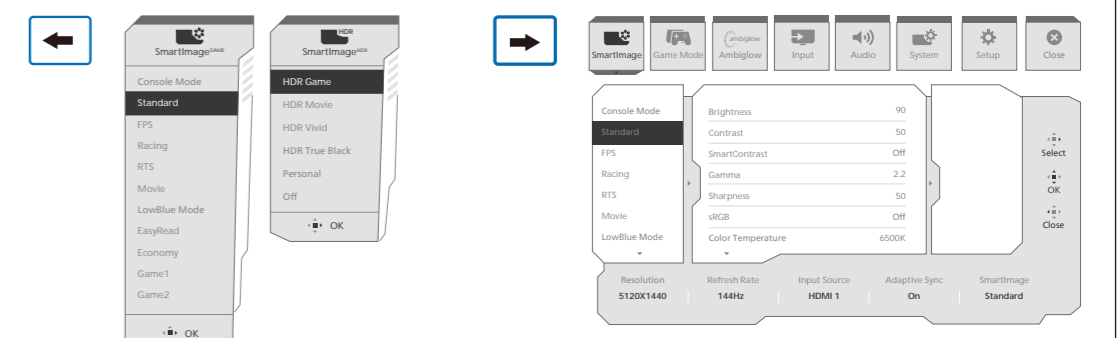 SmartImageGAME
Console Mode
Standard
FPS
Racing
RTS
Movie
LowBlue Mode
EasyRead
Economy
Game1
Game2
OK
HDR
SmartImageHDR
HDR Game
HDR Movie
HDR Vivid
HDR True Black
Personal
Off
OK
SmartImage
Game Mode
ambiglow
Ambiglow
Input
Audio
System
Setup
Close
Console Mode
Standard
FPS
Racing
RTS
Movie
LowBlue Mode
Brightness 90
Contrast 50
SmartContrast Off
Gamma 2.2
Sharpness 50
sRGB Off
Color Temperature 6500K
Select
OK
Close
Resolution Refresh Rate Input Source Adaptive Sync SmartImage
5120X1440 144Hz HDMI 1 On Standard